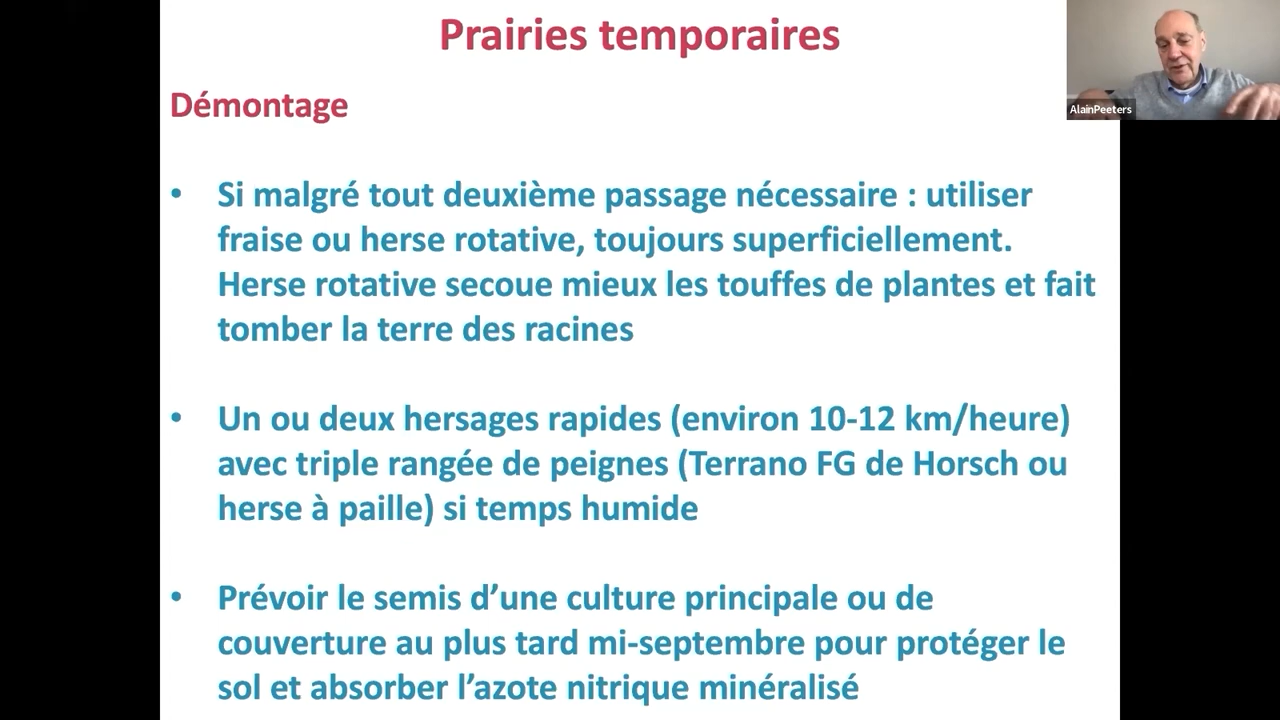 Prairies temporaires
AlainPeeters
Démontage
• Si malgré tout deuxième passage nécessaire : utiliser
fraise ou herse rotative, toujours superficiellement.
Herse rotative secoue mieux les touffes de plantes et fait
tomber la terre des racines
• Un ou deux hersages rapides (environ 10-12 km/heure)
avec triple rangée de peignes (Terrano FG de Horsch ou
herse à paille) si temps humide
• Prévoir le semis d’une culture principale ou de
couverture au plus tard mi-septembre pour protéger le
sol et absorber l’azote nitrique minéralisé